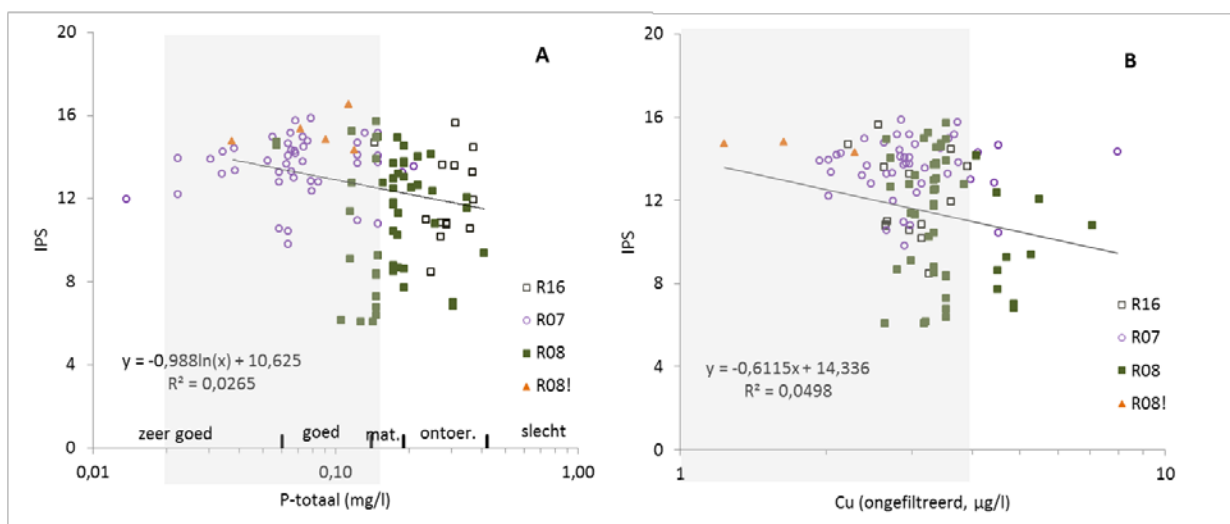 A
IPS
20
16
12
8
4
0
R16
R07
R08
R08!
y = -0,988ln(x) + 10,625
R² = 0,0265
zeer goed goed mat. ontoer. slecht
0,01 0,10 1,00
P-totaal (mg/l)
B
IPS
20
16
12
8
4
0
R16
R07
R08
R08!
y = -0,6115x + 14,336
R² = 0,0498
1 10
Cu (ongefiltreerd, µg/l)